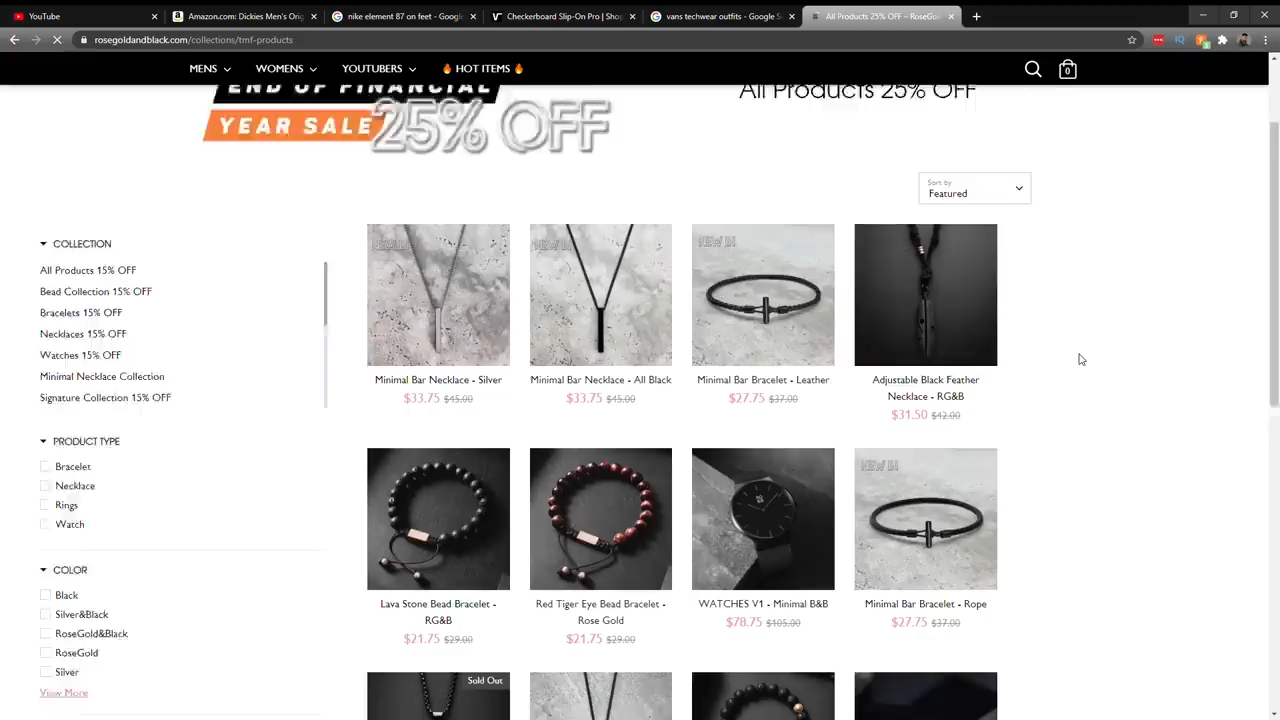 YouTube
Amazon.com: Dickies Men's Ori
nike element 87 on feet - Googl
Checkerboard Slip-On Pro | Shop
vans techwear outfits - Google S
All Products 25% OFF – RoseGol
rosegoldandblack.com/collections/tmf-products
MENS
WOMENS
YOUTUBERS
🔥 HOT ITEMS 🔥
0
END OF FINANCIAL
YEAR SALE
25% OFF
All Products 25% OFF
Sort by
Featured
COLLECTION
All Products 15% OFF
Bead Collection 15% OFF
Bracelets 15% OFF
Necklaces 15% OFF
Watches 15% OFF
Minimal Necklace Collection
Signature Collection 15% OFF
PRODUCT TYPE
Bracelet
Necklace
Rings
Watch
COLOR
Black
Silver&Black
RoseGold&Black
RoseGold
Silver
View More
NEW IN
Minimal Bar Necklace - Silver
$33.75 $45.00
NEW IN
Minimal Bar Necklace - All Black
$33.75 $45.00
NEW IN
Minimal Bar Bracelet - Leather
$27.75 $37.00
Adjustable Black Feather
Necklace - RG&B
$31.50 $42.00
Lava Stone Bead Bracelet -
RG&B
$21.75 $29.00
Red Tiger Eye Bead Bracelet -
Rose Gold
$21.75 $29.00
WATCHES V1 - Minimal B&B
$78.75 $105.00
NEW IN
Minimal Bar Bracelet - Rope
$27.75 $37.00
Sold Out